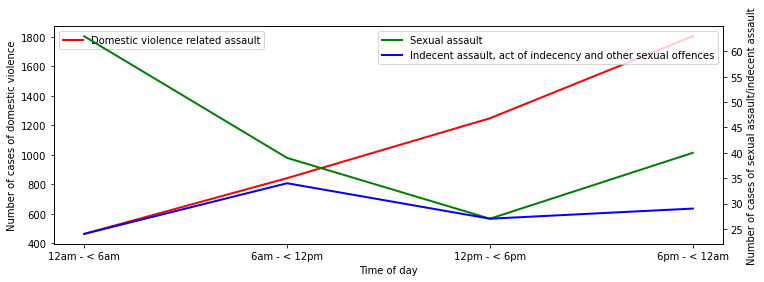 Number of cases of domestic violence
1800
1600
1400
1200
1000
800
600
400
Domestic violence related assault
Sexual assault
Indecent assault, act of indecency and other sexual offences
60
55
50
45
40
35
30
25
Number of cases of sexual assault/indecent assault
12am - < 6am
6am - < 12pm
12pm - < 6pm
6pm - < 12am
Time of day